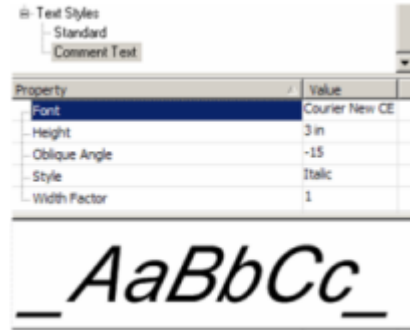 Text Styles
Standard
Comment Text
Property Value
Font Courier New CE
Height 3 in
Oblique Angle -15
Style Italic
Width Factor 1
_AaBbCc_